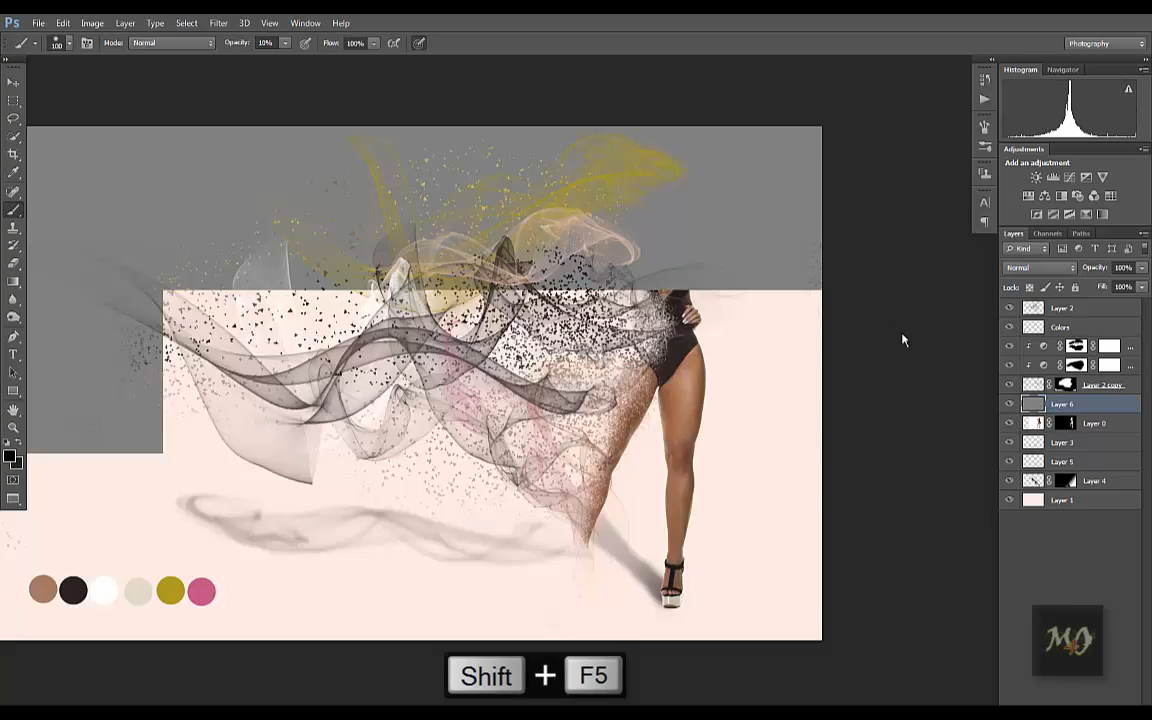 Ps File Edit Image Layer Type Select Filter 3D View Window Help
100 Mode: Normal Opacity: 10% Flow: 100% Photography
Histogram Navigator
Adjustments
Add an adjustment
Layers Channels Paths
Kind
Normal Opacity: 100%
Lock: Fill: 100%
Layer 2
Colors
...
...
Layer 2 copy
Layer 6
Layer 0
Layer 3
Layer 5
Layer 4
Layer 1
MJ
Shift + F5